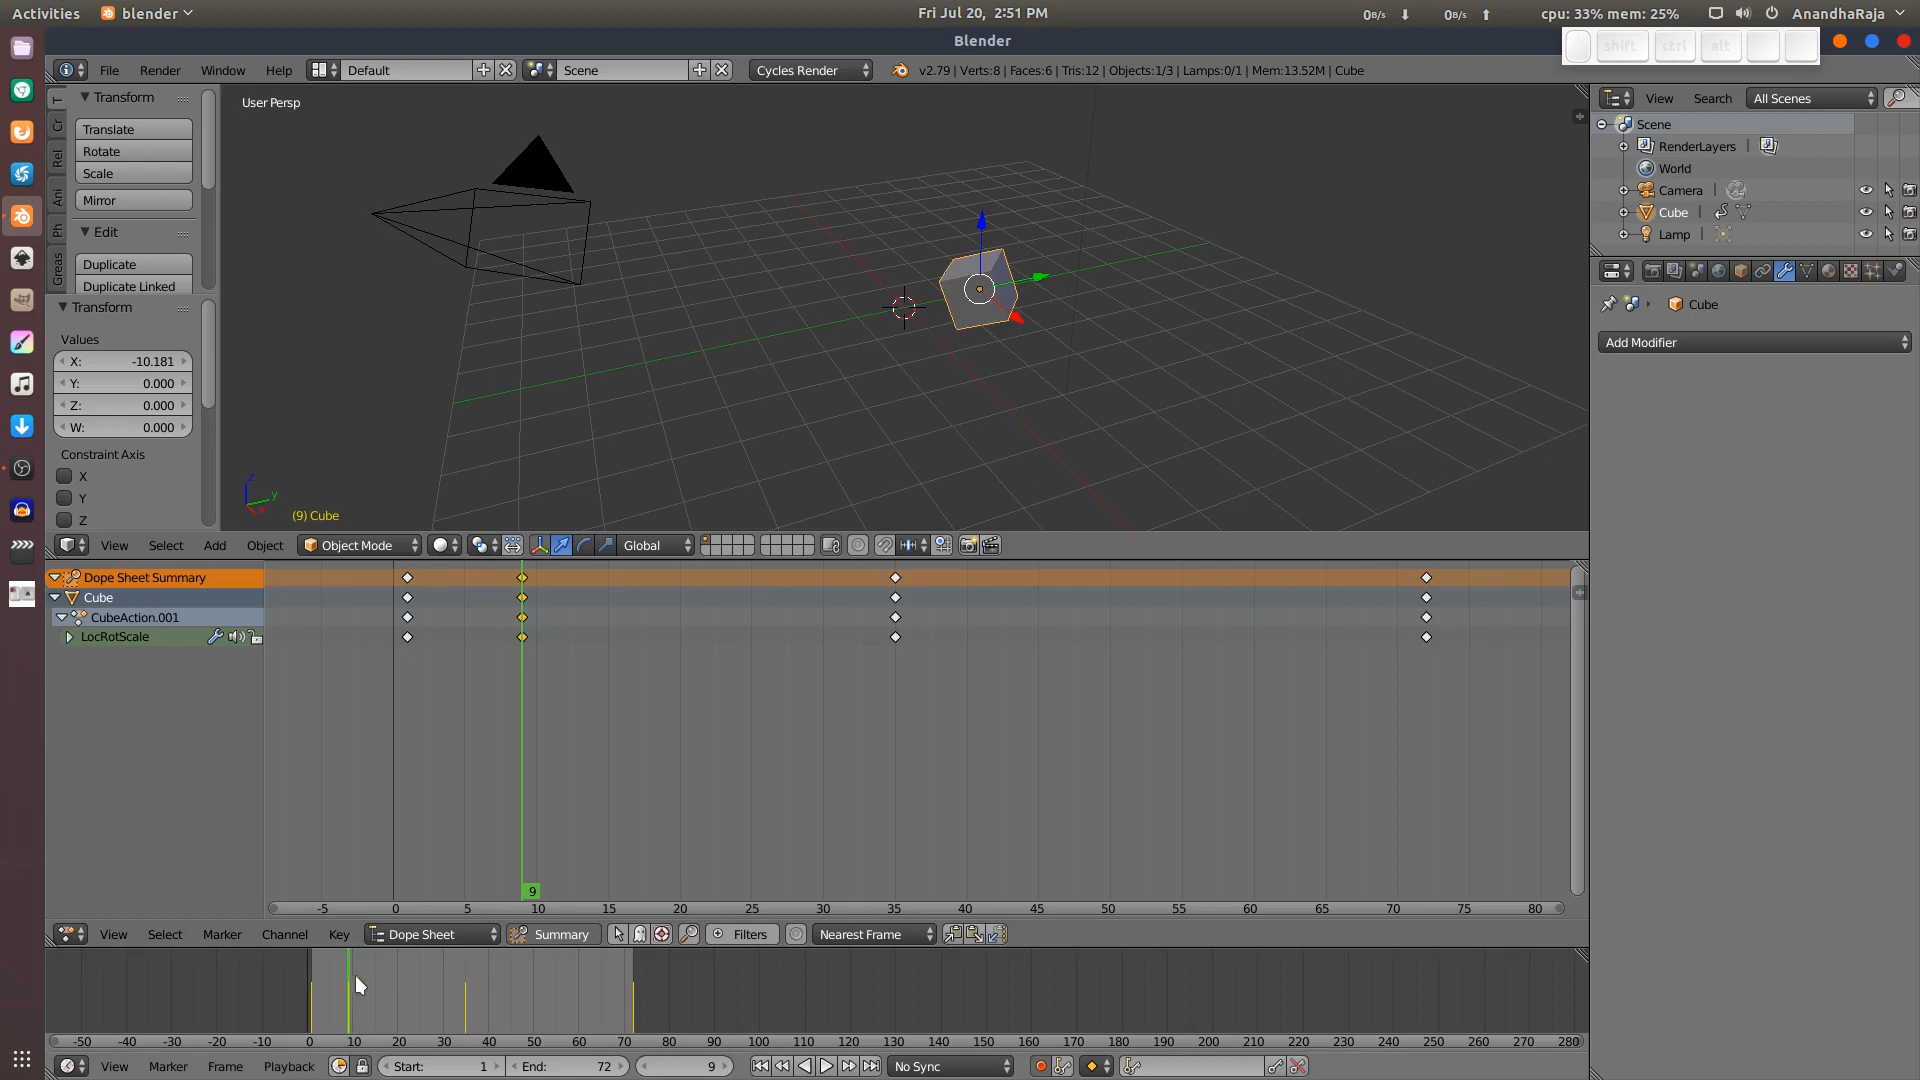 Activities blender Fri Jul 20, 2:51 PM 0B/s 0B/s cpu: 33% mem: 25% AnandhaRaja
Blender
shift ctrl alt
File Render Window Help Default Scene Cycles Render v2.79 | Verts:8 | Faces:6 | Tris:12 | Objects:1/3 | Lamps:0/1 | Mem:13.52M | Cube
View Search All Scenes
Transform
User Persp
T
Cr
Rel
Ani
Ph
Greas
Translate
Rotate
Scale
Mirror
Edit
Duplicate
Duplicate Linked
Scene
RenderLayers
World
Camera
Cube
Lamp
Cube
Add Modifier
Transform
Values
X: -10.181
Y: 0.000
Z: 0.000
W: 0.000
Constraint Axis
X
Y
Z
z
y
(9) Cube
View Select Add Object Object Mode Global
Dope Sheet Summary
Cube
CubeAction.001
LocRotScale
9
-5 0 5 10 15 20 25 30 35 40 45 50 55 60 65 70 75 80
View Select Marker Channel Key Dope Sheet Summary Filters Nearest Frame
-50 -40 -30 -20 -10 0 10 20 30 40 50 60 70 80 90 100 110 120 130 140 150 160 170 180 190 200 210 220 230 240 250 260 270 280
View Marker Frame Playback Start: 1 End: 72 9 No Sync